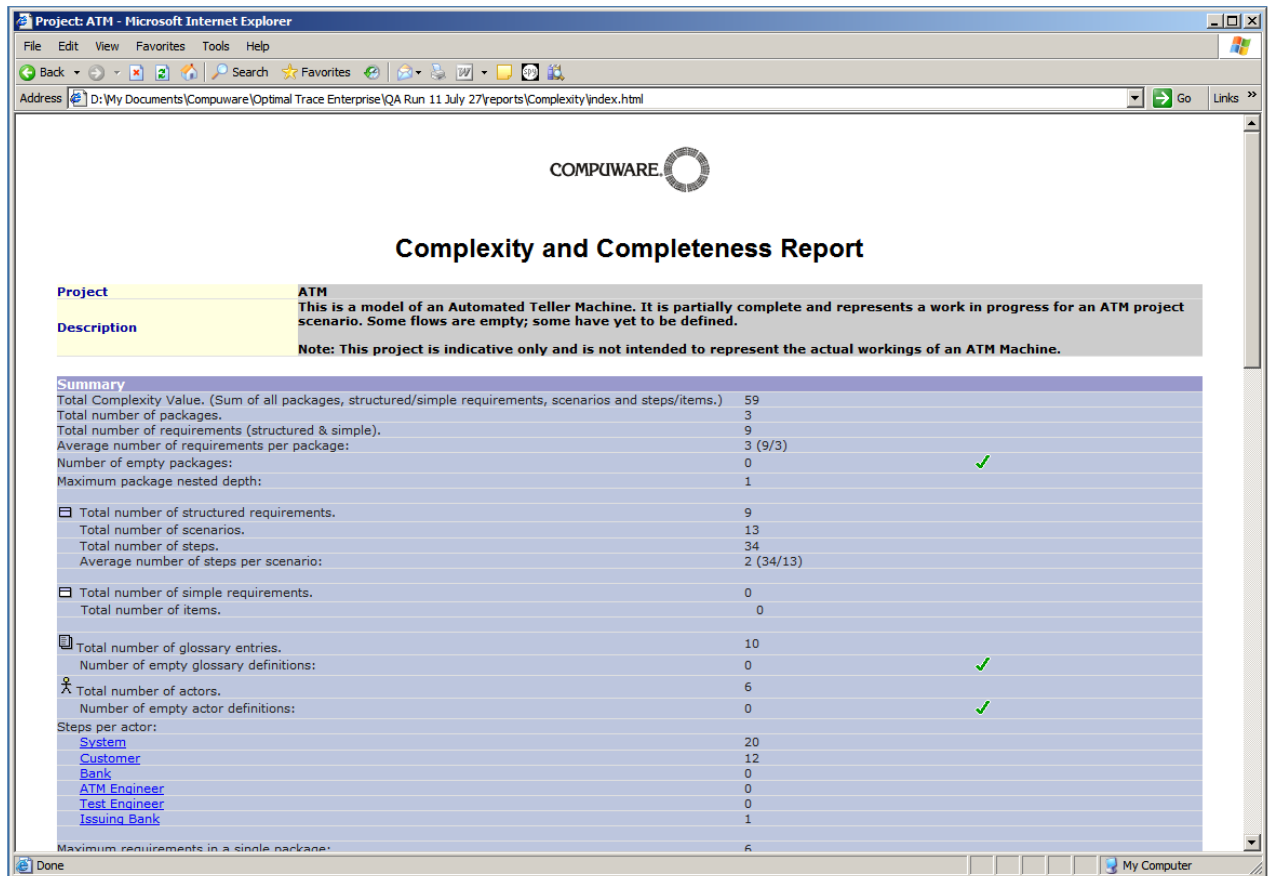 Project: ATM - Microsoft Internet Explorer
File Edit View Favorites Tools Help
Back Search Favorites
Address D:\My Documents\Compuware\Optimal Trace Enterprise\QA Run 11 July 27\reports\Complexity\index.html Go Links »
COMPUWARE.
Complexity and Completeness Report
Project ATM
Description This is a model of an Automated Teller Machine. It is partially complete and represents a work in progress for an ATM project
scenario. Some flows are empty; some have yet to be defined.
Note: This project is indicative only and is not intended to represent the actual workings of an ATM Machine.
Summary
Total Complexity Value. (Sum of all packages, structured/simple requirements, scenarios and steps/items.) 59
Total number of packages. 3
Total number of requirements (structured & simple). 9
Average number of requirements per package: 3 (9/3)
Number of empty packages: 0
Maximum package nested depth: 1
Total number of structured requirements. 9
Total number of scenarios. 13
Total number of steps. 34
Average number of steps per scenario: 2 (34/13)
Total number of simple requirements. 0
Total number of items. 0
Total number of glossary entries. 10
Number of empty glossary definitions: 0
Total number of actors. 6
Number of empty actor definitions: 0
Steps per actor:
System 20
Customer 12
Bank 0
ATM Engineer 0
Test Engineer 0
Issuing Bank 1
Maximum requirements in a single package: 6
Done My Computer